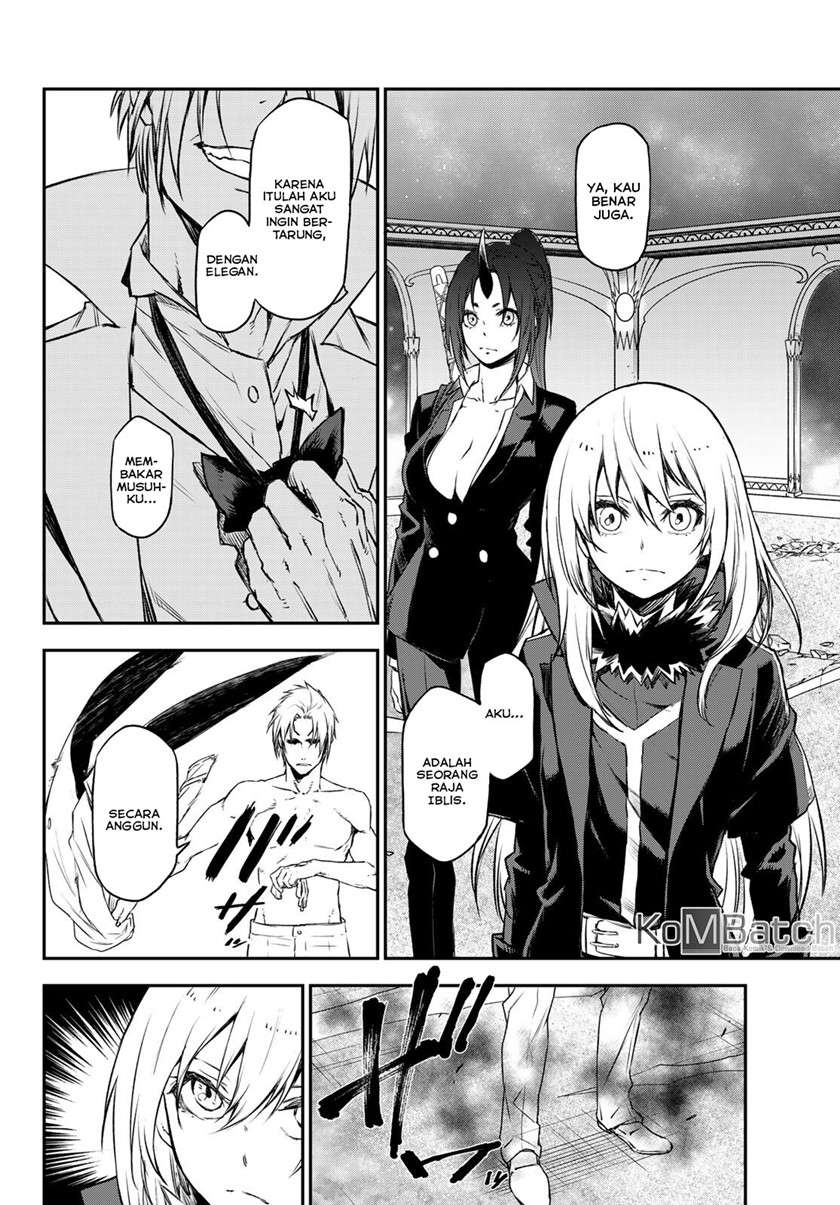 YA, KAU
BENAR
JUGA.
AKU...
ADALAH
SEORANG
RAJA
IBLIS.
KARENA
ITULAH AKU
SANGAT
INGIN BER-
TARUNG,
DENGAN
ELEGAN.
MEM-
BAKAR
MUSUH-
KU...
SECARA
ANGGUN.
KoMBatch